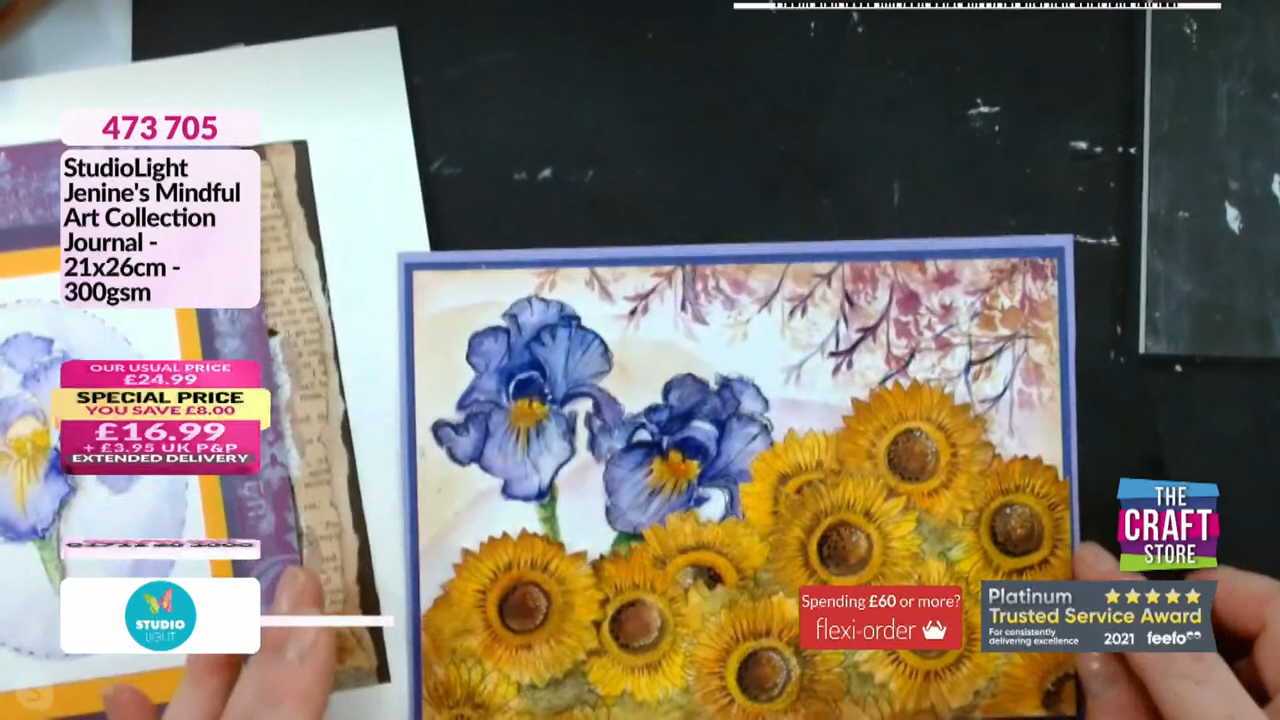 473 705
StudioLight
Jenine's Mindful
Art Collection
Journal -
21x26cm -
300gsm
OUR USUAL PRICE
£24.99
SPECIAL PRICE
YOU SAVE £8.00
£16.99
+ £3.95 UK P&P
EXTENDED DELIVERY
STUDIO
LIGHT
THE
CRAFT
STORE
Spending £60 or more?
flexi-order
Platinum
Trusted Service Award
For consistently
delivering excellence
2021 feefo